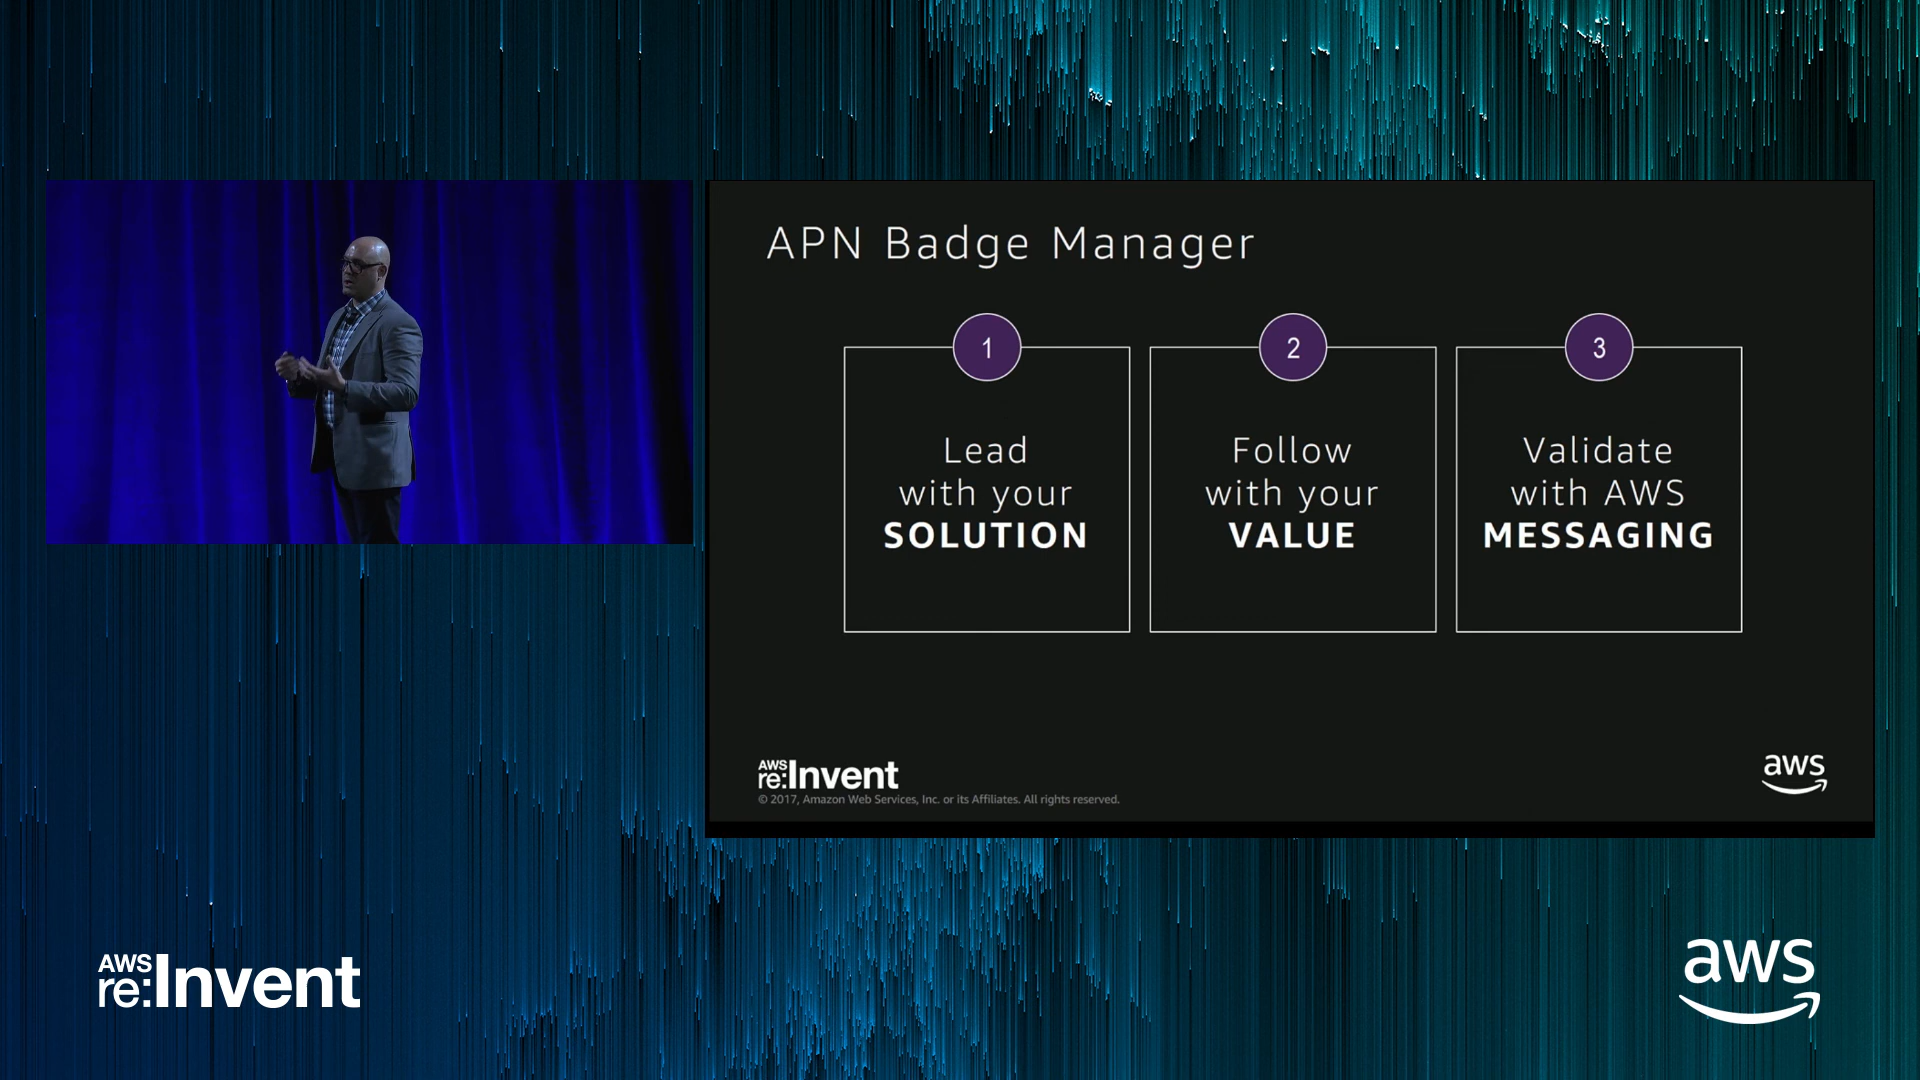 APN Badge Manager
1
Lead
with your
SOLUTION
2
Follow
with your
VALUE
3
Validate
with AWS
MESSAGING
AWS
re:Invent
© 2017, Amazon Web Services, Inc. or its Affiliates. All rights reserved.
aws
AWS
re:Invent
aws